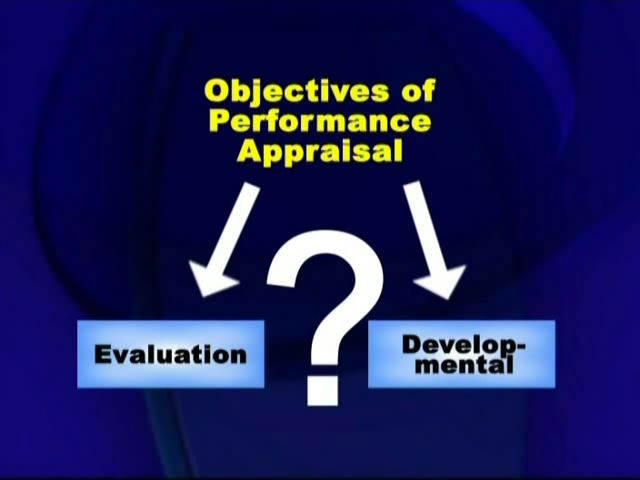 Objectives of
Performance
Appraisal
?
Evaluation
Develop-
mental